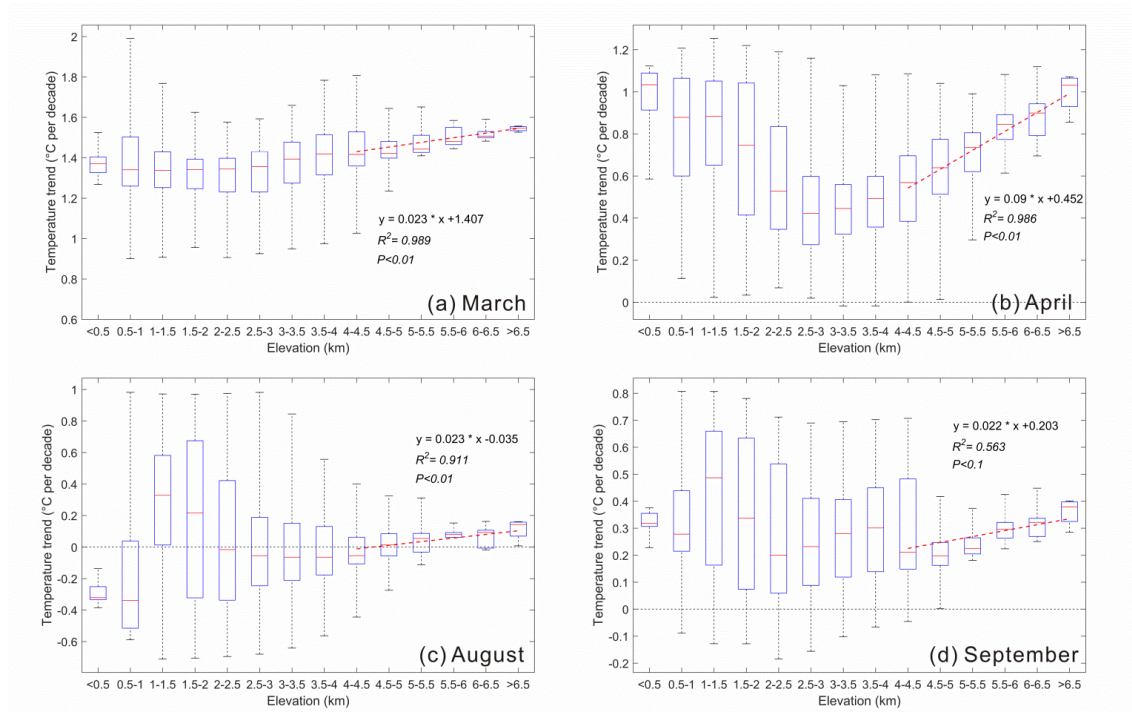 2
1.8
1.6
1.4
1.2
1
0.8
0.6
Temperature trend (°C per decade)
y = 0.023 * x +1.407
R²= 0.989
P<0.01
(a) March
<0.5 0.5-1 1-1.5 1.5-2 2-2.5 2.5-3 3-3.5 3.5-4 4-4.5 4.5-5 5-5.5 5.5-6 6-6.5 >6.5
Elevation (km)
1.2
1
0.8
0.6
0.4
0.2
0
Temperature trend (°C per decade)
y = 0.09 * x +0.452
R²= 0.986
P<0.01
(b) April
<0.5 0.5-1 1-1.5 1.5-2 2-2.5 2.5-3 3-3.5 3.5-4 4-4.5 4.5-5 5-5.5 5.5-6 6-6.5 >6.5
Elevation (km)
1
0.8
0.6
0.4
0.2
0
-0.2
-0.4
-0.6
Temperature trend (°C per decade)
y = 0.023 * x -0.035
R²= 0.911
P<0.01
(c) August
<0.5 0.5-1 1-1.5 1.5-2 2-2.5 2.5-3 3-3.5 3.5-4 4-4.5 4.5-5 5-5.5 5.5-6 6-6.5 >6.5
Elevation (km)
0.8
0.7
0.6
0.5
0.4
0.3
0.2
0.1
0
-0.1
-0.2
Temperature trend (°C per decade)
y = 0.022 * x +0.203
R²= 0.563
P<0.1
(d) September
<0.5 0.5-1 1-1.5 1.5-2 2-2.5 2.5-3 3-3.5 3.5-4 4-4.5 4.5-5 5-5.5 5.5-6 6-6.5 >6.5
Elevation (km)